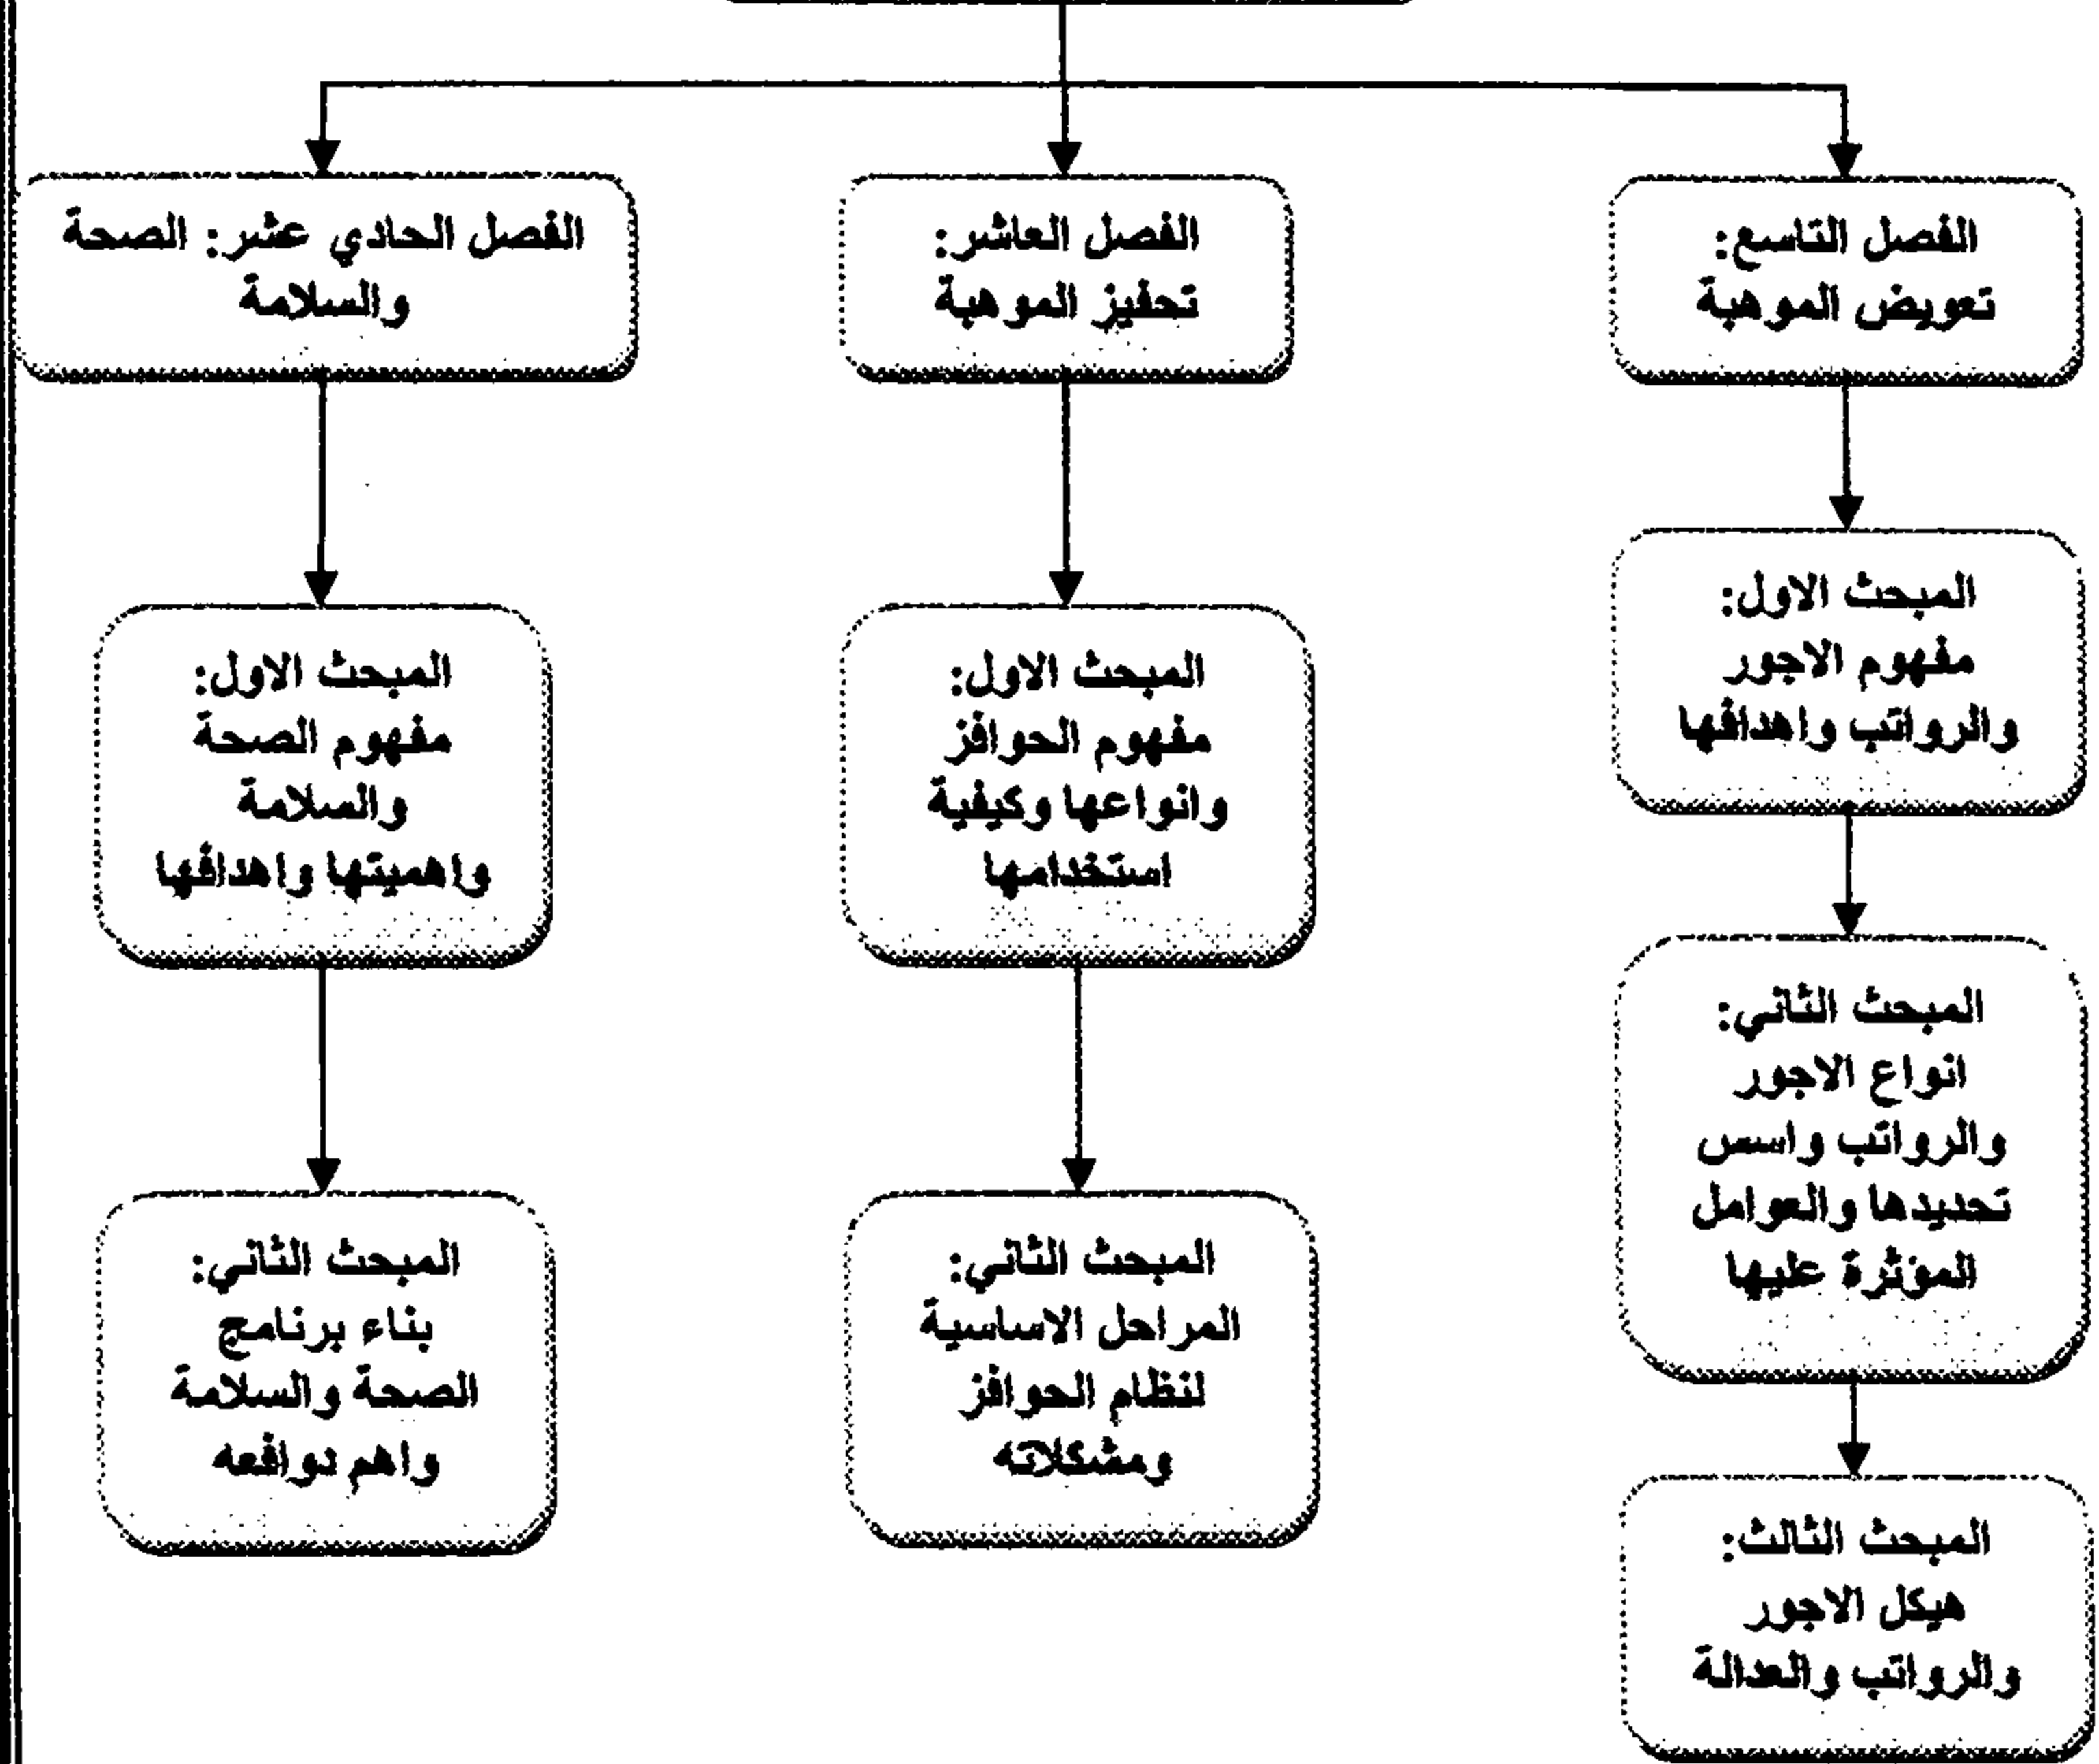 الفصل التاسع:
تعويض الموهبة
المبحث الاول:
مفهوم الاجور
والرواتب واهدافها
المبحث الثاني:
انواع الاجور
والرواتب واسس
تحديدها والعوامل
المؤثرة عليها
المبحث الثالث:
هيكل الاجور
والرواتب والعدالة
الفصل العاشر:
تحفيز الموهبة
المبحث الاول:
مفهوم الحوافز
وانواعها وكيفية
استخدامها
المبحث الثاني:
المراحل الاساسية
لنظام الحوافز
ومشكلاته
الفصل الحادي عشر: الصحة
والسلامة
المبحث الاول:
مفهوم الصحة
والسلامة
واهميتها واهدافها
المبحث الثاني:
بناء برنامج
الصحة والسلامة
واهم دوافعه